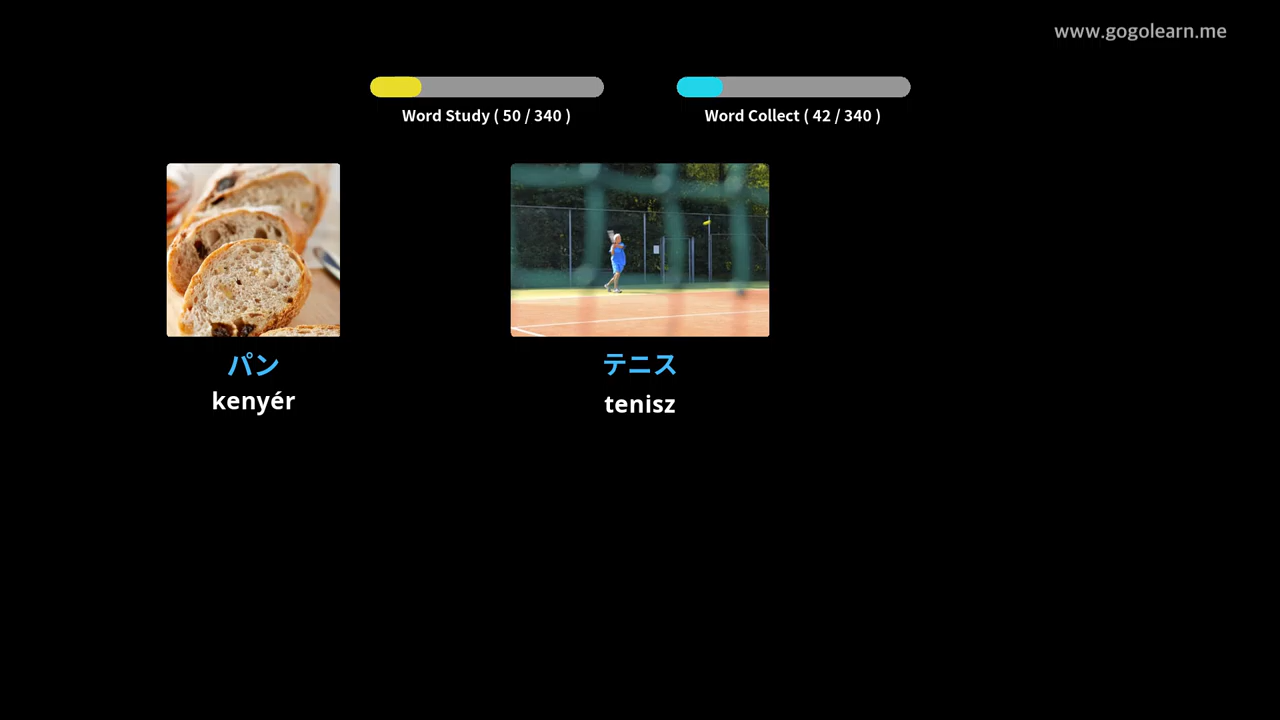 www.gogolearn.me
Word Study ( 50 / 340 )
Word Collect ( 42 / 340 )
パン
kenyér
テニス
tenisz